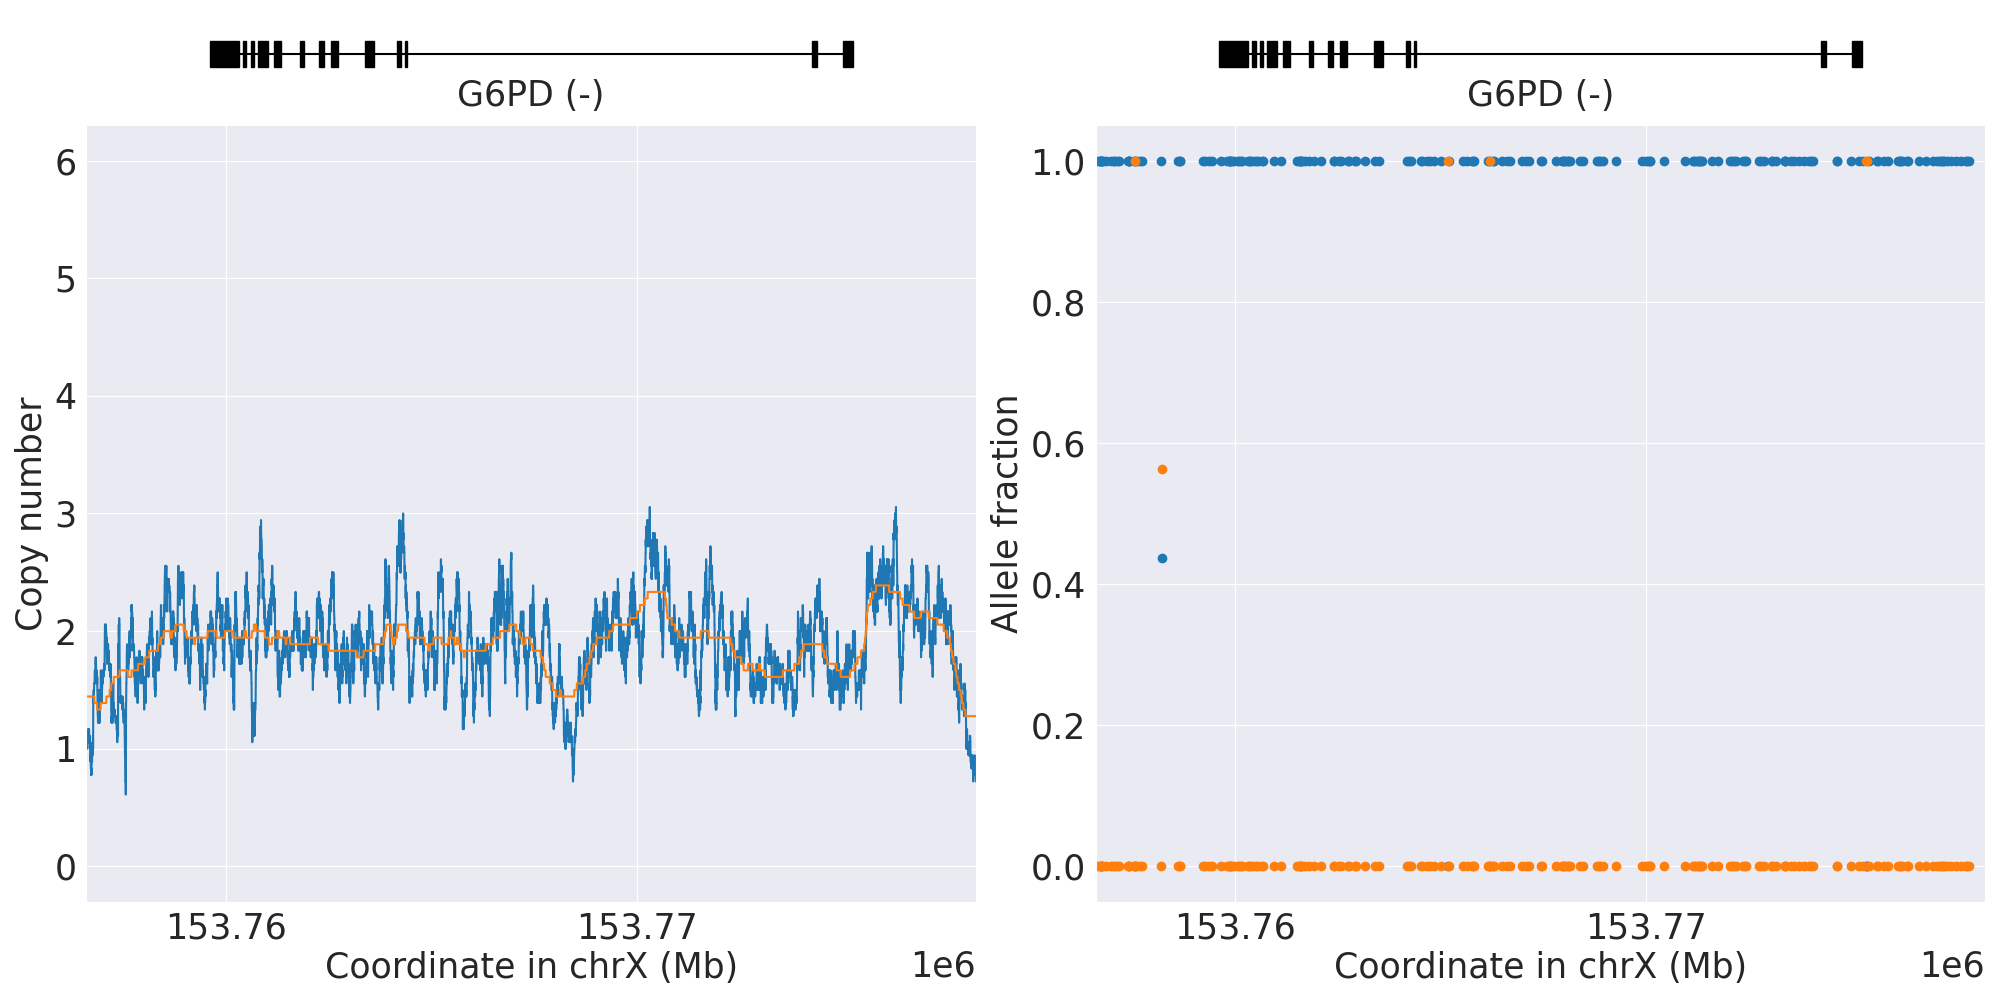 G6PD (-)
6
5
4
3
2
1
0
Copy number
153.76
153.77
Coordinate in chrX (Mb)
1e6
G6PD (-)
1.0
0.8
0.6
0.4
0.2
0.0
Allele fraction
153.76
153.77
Coordinate in chrX (Mb)
1e6